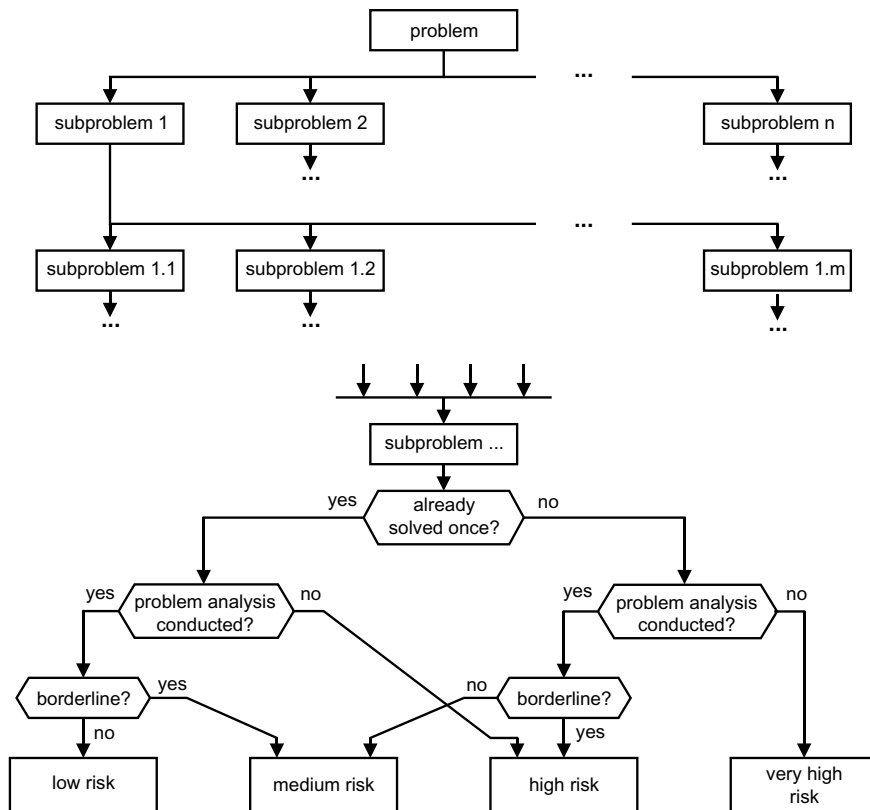 problem
...
subproblem 1
subproblem 2
subproblem n
...
...
...
subproblem 1.1
subproblem 1.2
subproblem 1.m
...
...
...
subproblem ...
yes
already
solved once?
no
yes
problem analysis
conducted?
no
yes
problem analysis
conducted?
no
borderline?
yes
no
borderline?
no
yes
low risk
medium risk
high risk
very high
risk